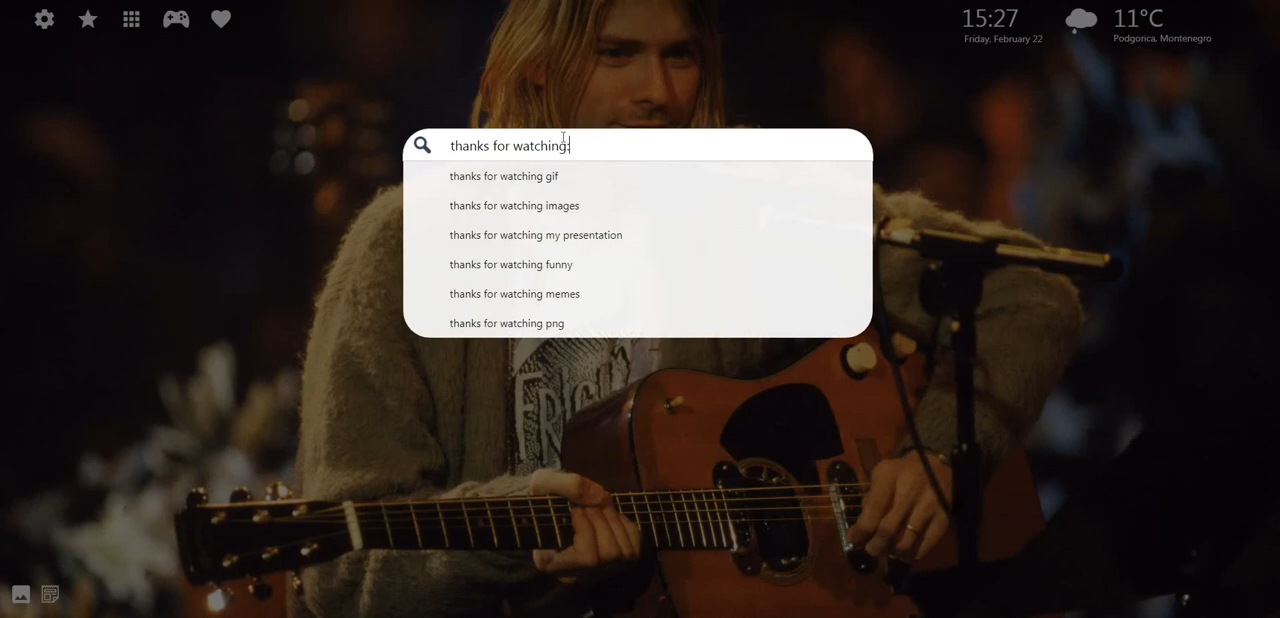 15:27
Friday, February 22
11°C
Podgorica, Montenegro
thanks for watching:
thanks for watching gif
thanks for watching images
thanks for watching my presentation
thanks for watching funny
thanks for watching memes
thanks for watching png